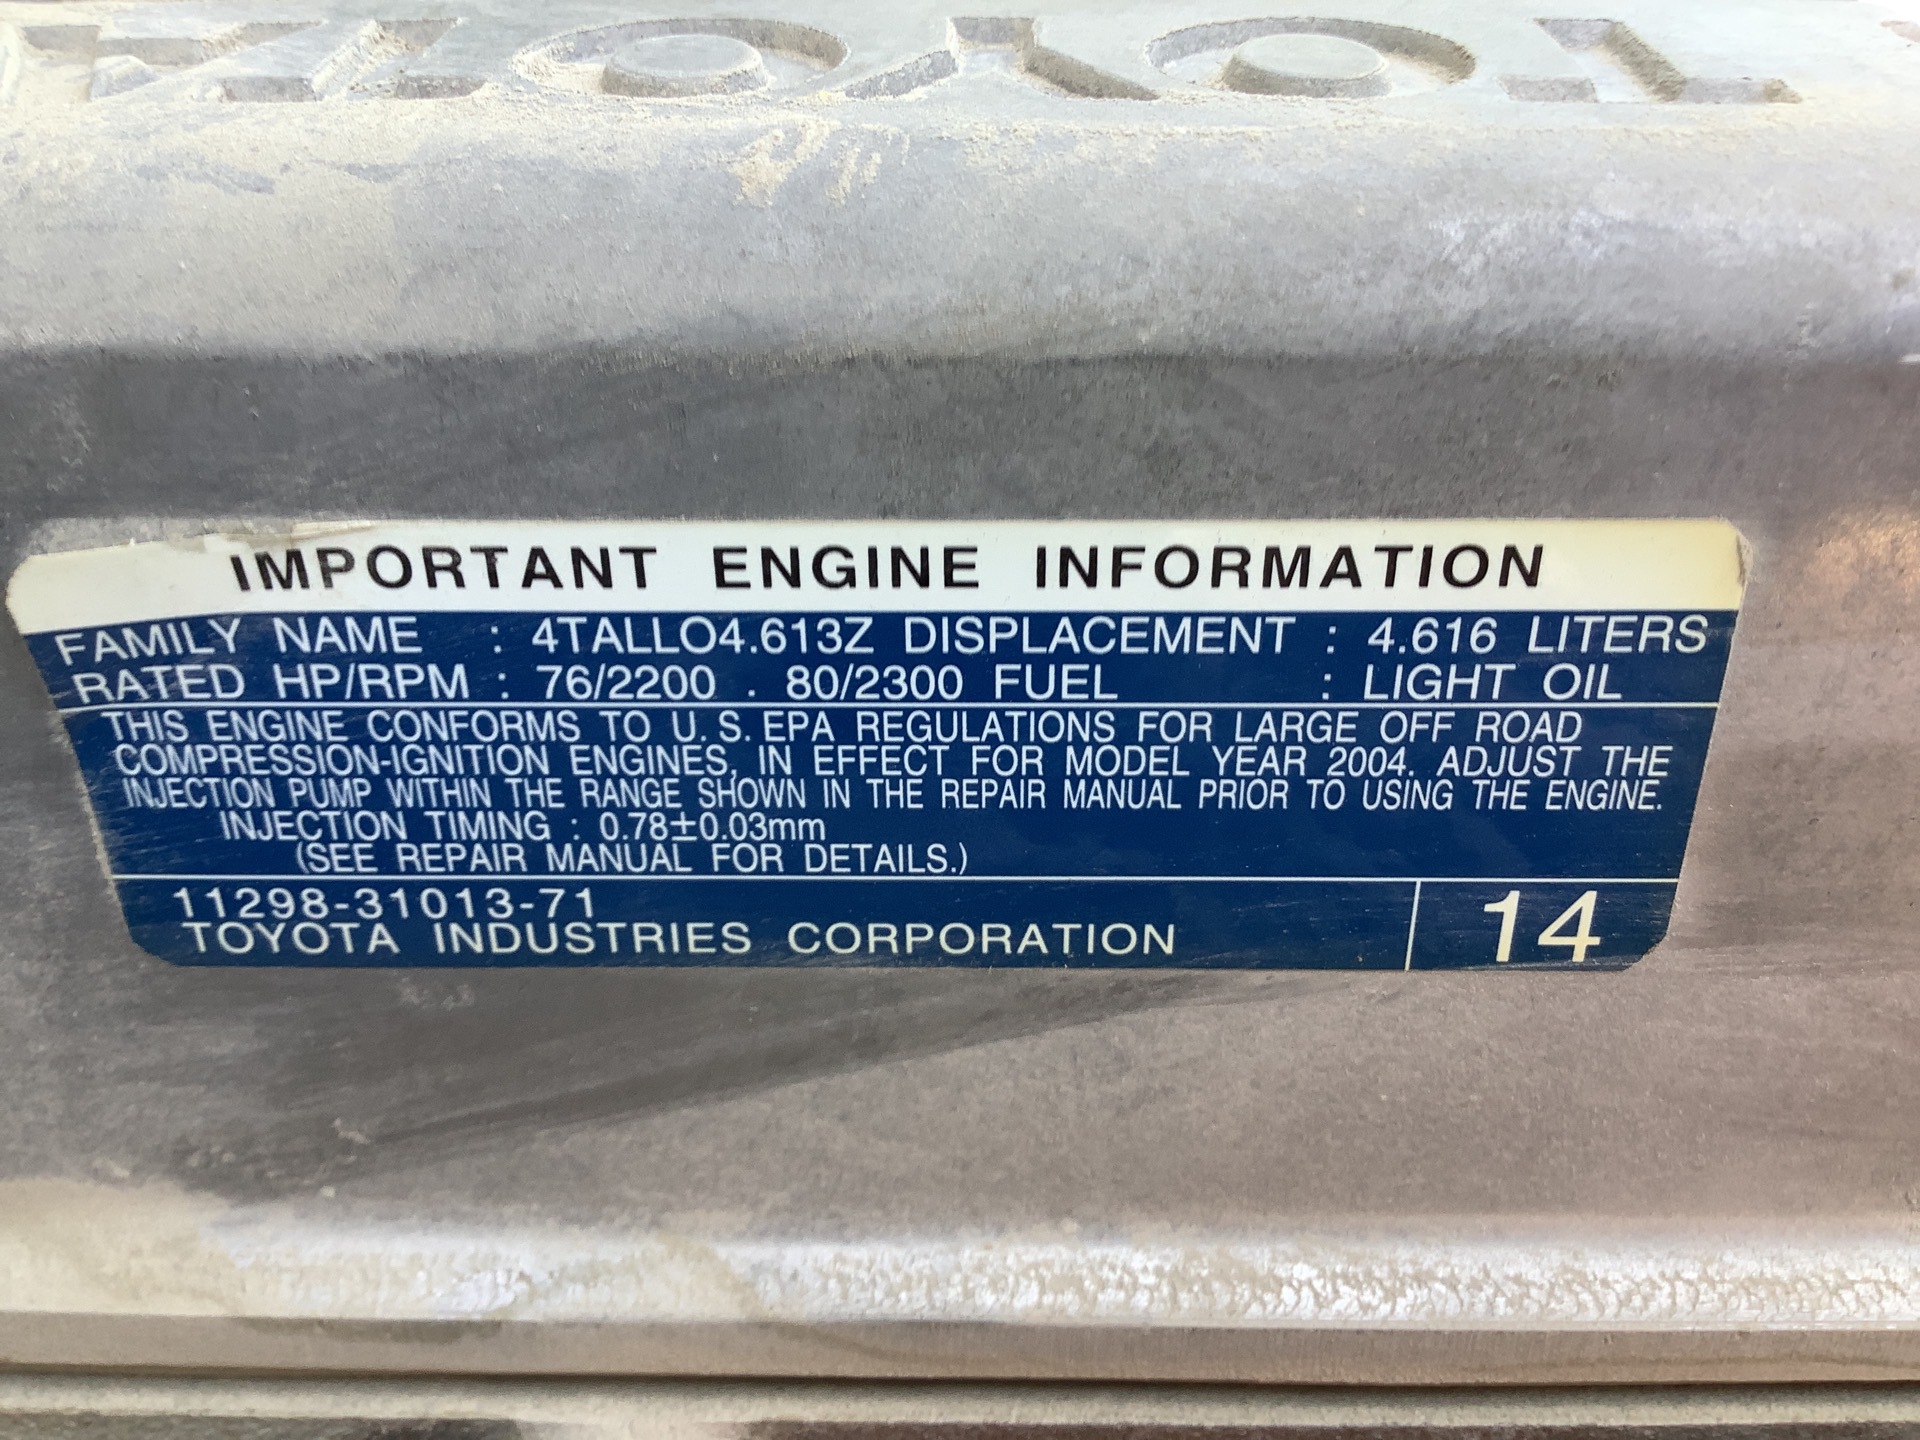 TOYOTA
IMPORTANT ENGINE INFORMATION
FAMILY NAME : 4TALLO4.613Z DISPLACEMENT : 4.616 LITERS
RATED HP/RPM : 76/2200 . 80/2300 FUEL : LIGHT OIL
THIS ENGINE CONFORMS TO U.S. EPA REGULATIONS FOR LARGE OFF ROAD
COMPRESSION-IGNITION ENGINES, IN EFFECT FOR MODEL YEAR 2004. ADJUST THE
INJECTION PUMP WITHIN THE RANGE SHOWN IN THE REPAIR MANUAL PRIOR TO USING THE ENGINE.
INJECTION TIMING : 0.78±0.03mm
(SEE REPAIR MANUAL FOR DETAILS.)
11298-31013-71
TOYOTA INDUSTRIES CORPORATION
14